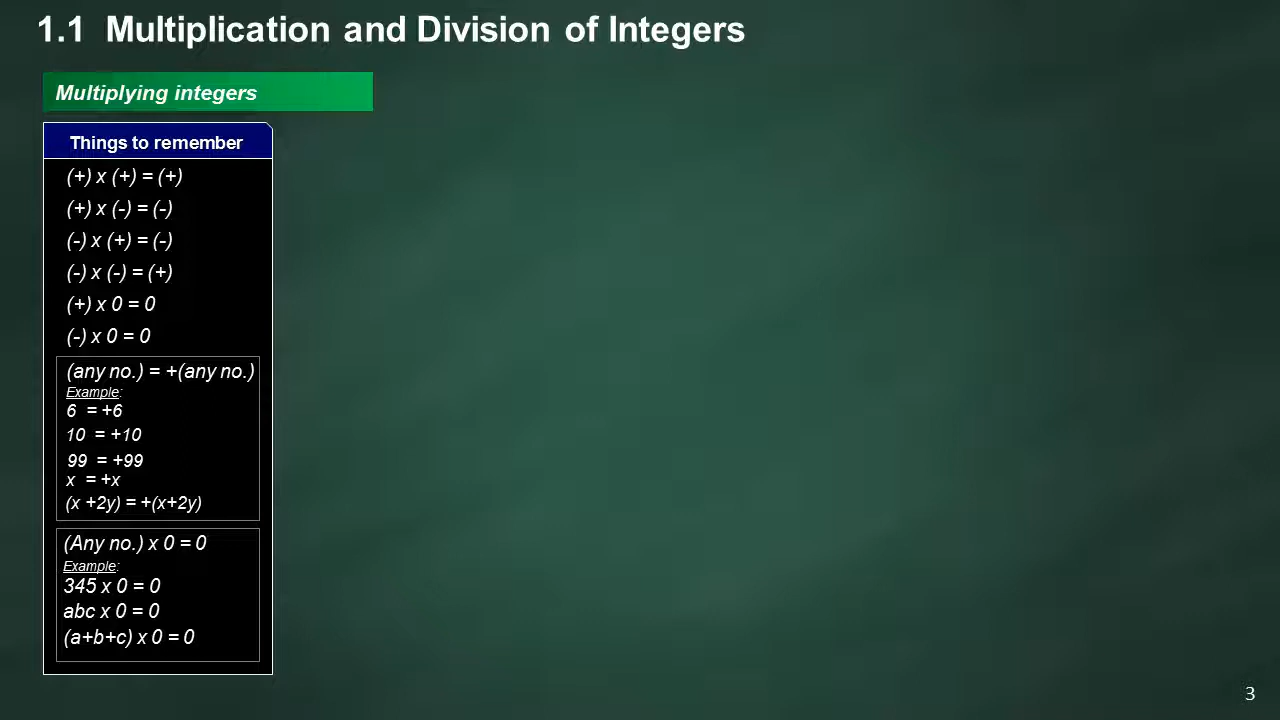 1.1 Multiplication and Division of Integers
Multiplying integers
Things to remember
(+) x (+) = (+)
(+) x (-) = (-)
(-) x (+) = (-)
(-) x (-) = (+)
(+) x 0 = 0
(-) x 0 = 0
(any no.) = +(any no.)
Example:
6 = +6
10 = +10
99 = +99
x = +x
(x +2y) = +(x+2y)
(Any no.) x 0 = 0
Example:
345 x 0 = 0
abc x 0 = 0
(a+b+c) x 0 = 0
3